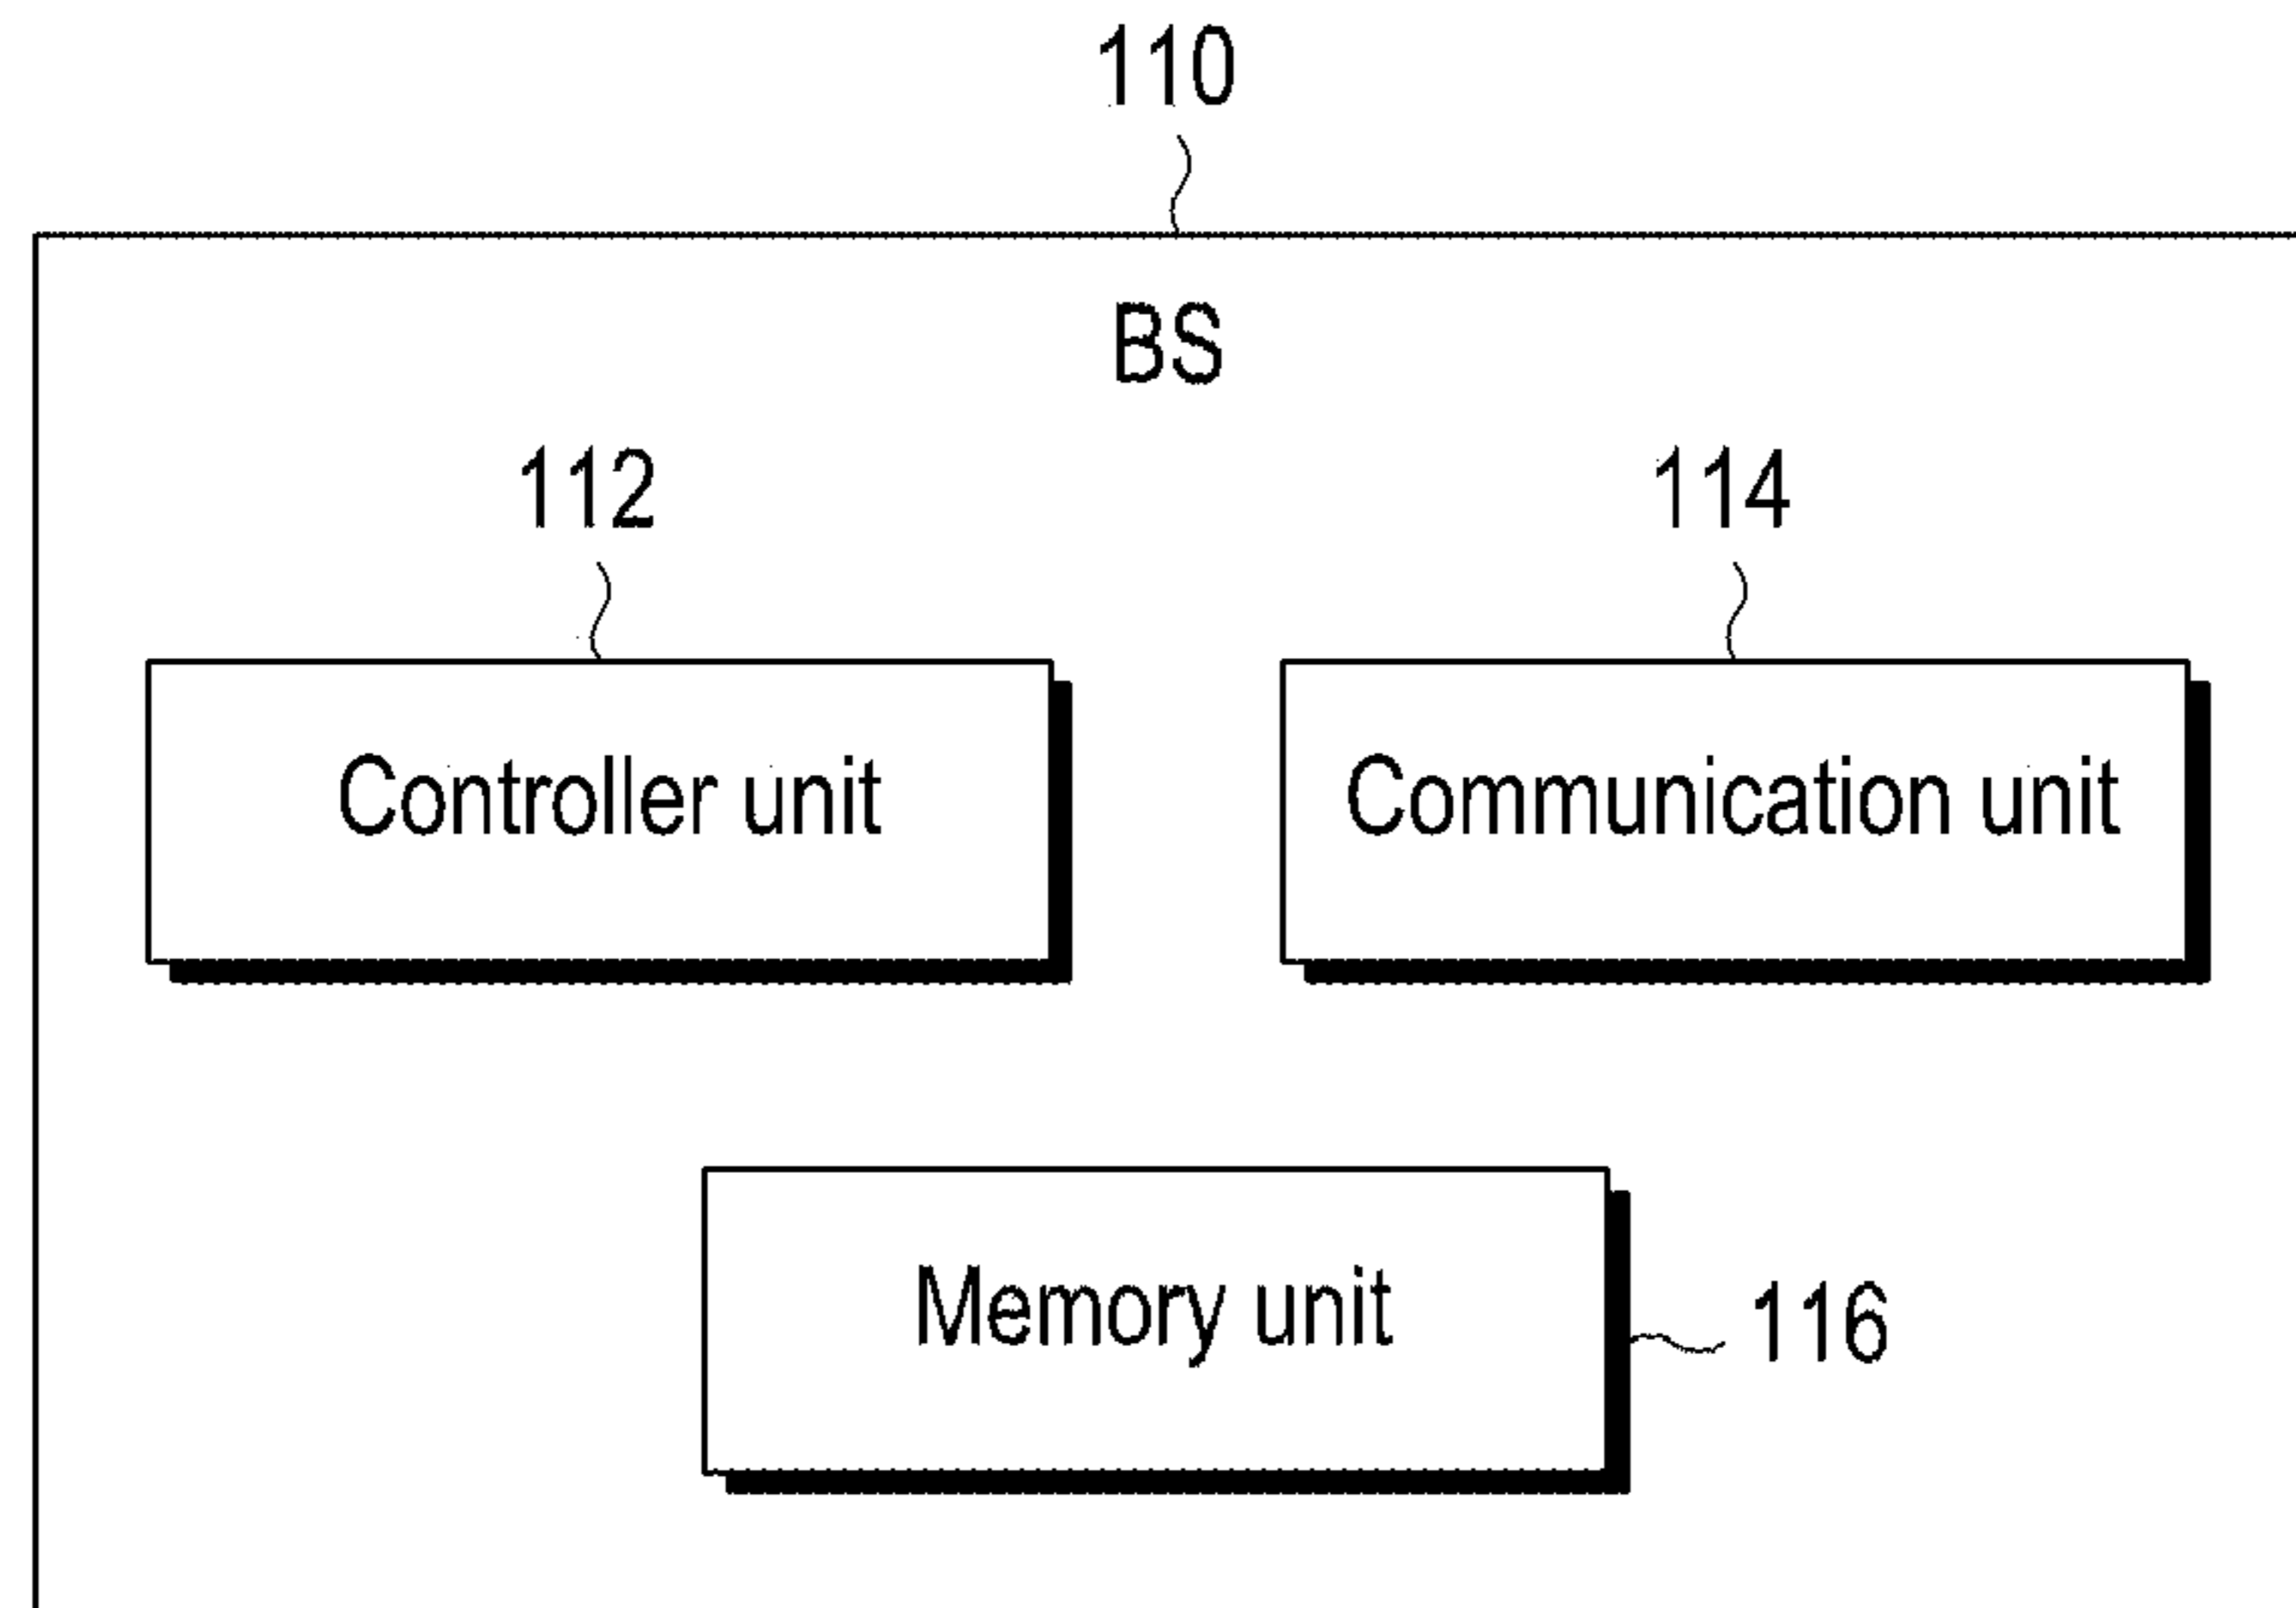 110
BS
112
114
Controller unit
Communication unit
Memory unit
116